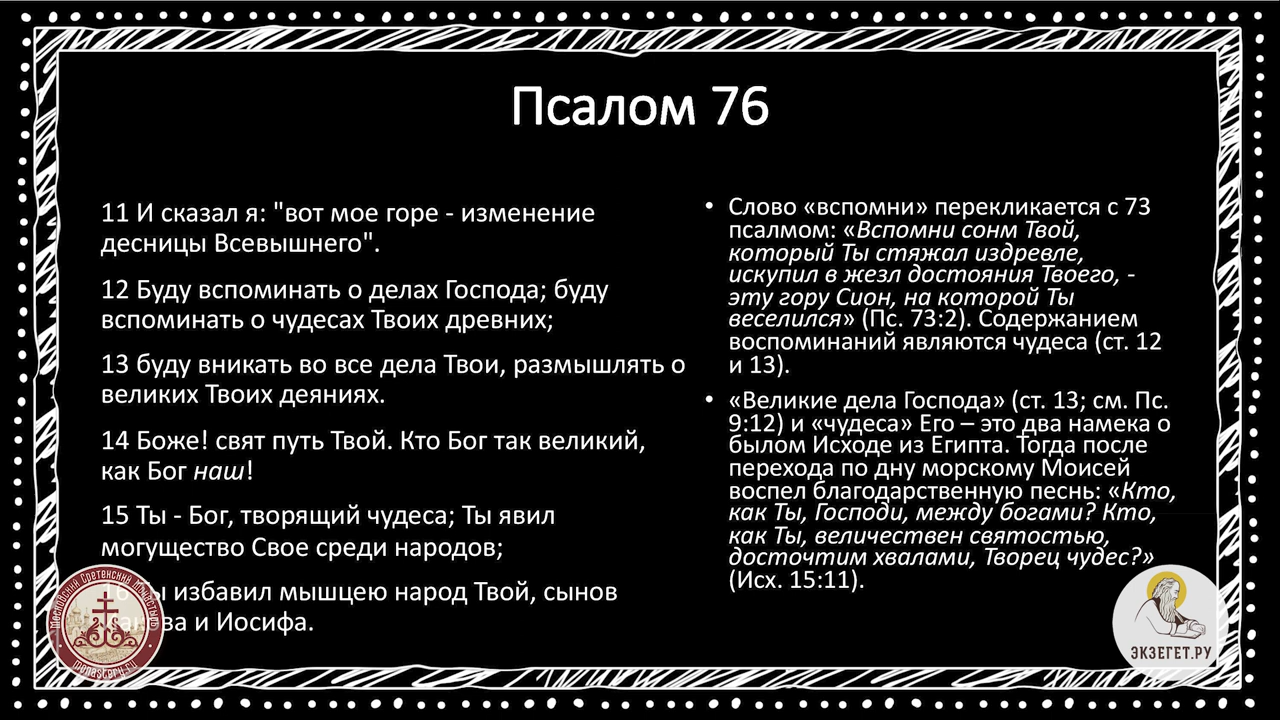 Псалом 76
11 И сказал я: "вот мое горе - изменение
десницы Всевышнего".
12 Буду вспоминать о делах Господа; буду
вспоминать о чудесах Твоих древних;
13 буду вникать во все дела Твои, размышлять о
великих Твоих деяниях.
14 Боже! свят путь Твой. Кто Бог так великий,
как Бог наш!
15 Ты - Бог, творящий чудеса; Ты явил
могущество Свое среди народов;
избавил мышцею народ Твой, сынов
и Иосифа.
• Слово «вспомни» перекликается с 73
псалмом: «Вспомни сонм Твой,
который Ты стяжал издревле,
искупил в жезл достояния Твоего, -
эту гору Сион, на которой Ты
веселился» (Пс. 73:2). Содержанием
воспоминаний являются чудеса (ст. 12
и 13).
• «Великие дела Господа» (ст. 13; см. Пс.
9:12) и «чудеса» Его – это два намека о
былом Исходе из Египта. Тогда после
перехода по дну морскому Моисей
воспел благодарственную песнь: «Кто,
как Ты, Господи, между богами? Кто,
как Ты, величествен святостью,
досточтим хвалами, Творец чудес?»
(Исх. 15:11).
Московский Сретенский Монастырь
monastery.ru
ЭКЗЕГЕТ.РУ